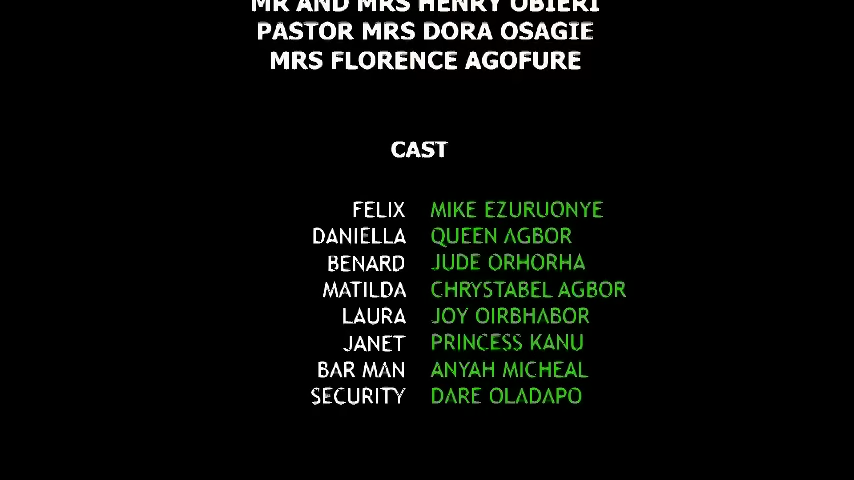 MR AND MRS HENRY OBIERI
PASTOR MRS DORA OSAGIE
MRS FLORENCE AGOFURE
CAST
FELIX MIKE EZURUONYE
DANIELLA QUEEN AGBOR
BENARD JUDE ORHORHA
MATILDA CHRYSTABEL AGBOR
LAURA JOY OIRBHABOR
JANET PRINCESS KANU
BAR MAN ANYAH MICHEAL
SECURITY DARE OLADAPO